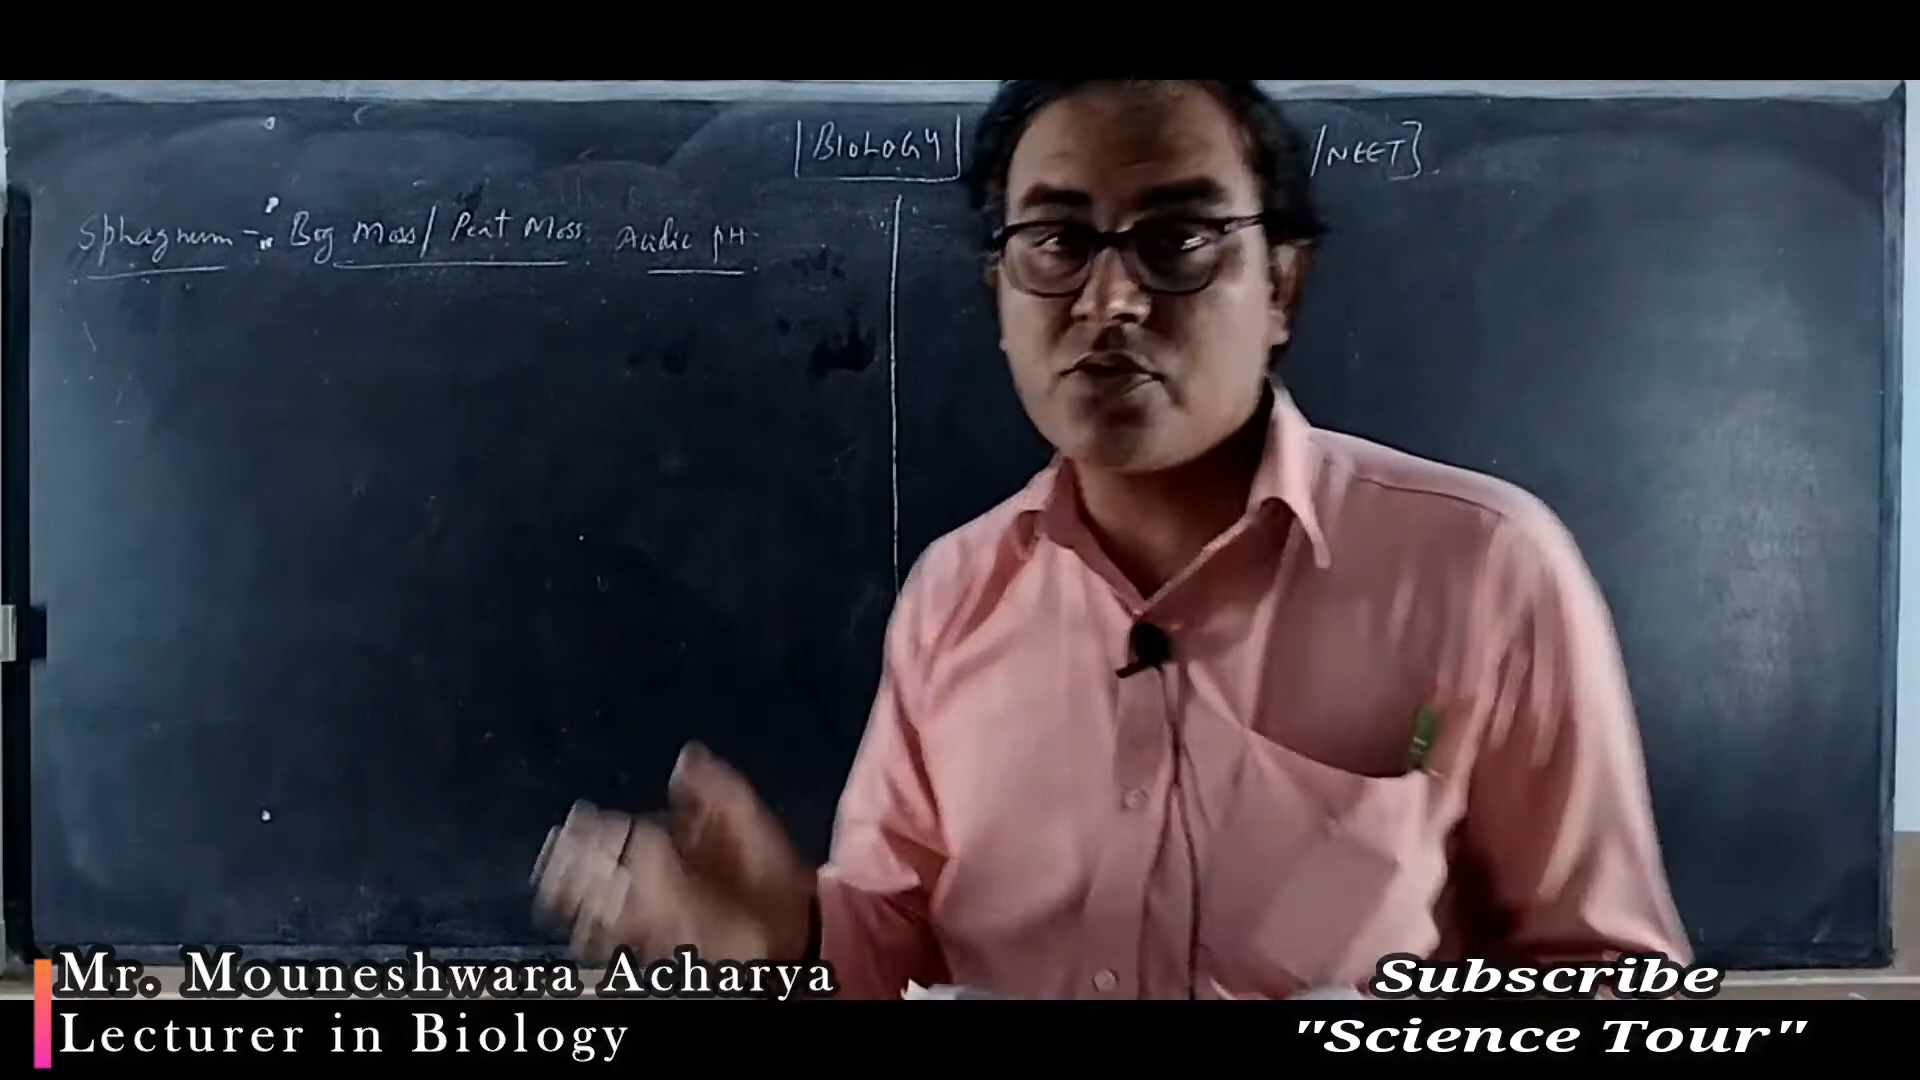 |BIOLOGY| /NEET}
Sphagnum - Bog Moss/ Peat Moss. Acidic pH.
Mr. Mouneshwara Acharya
Lecturer in Biology
Subscribe
"Science Tour"